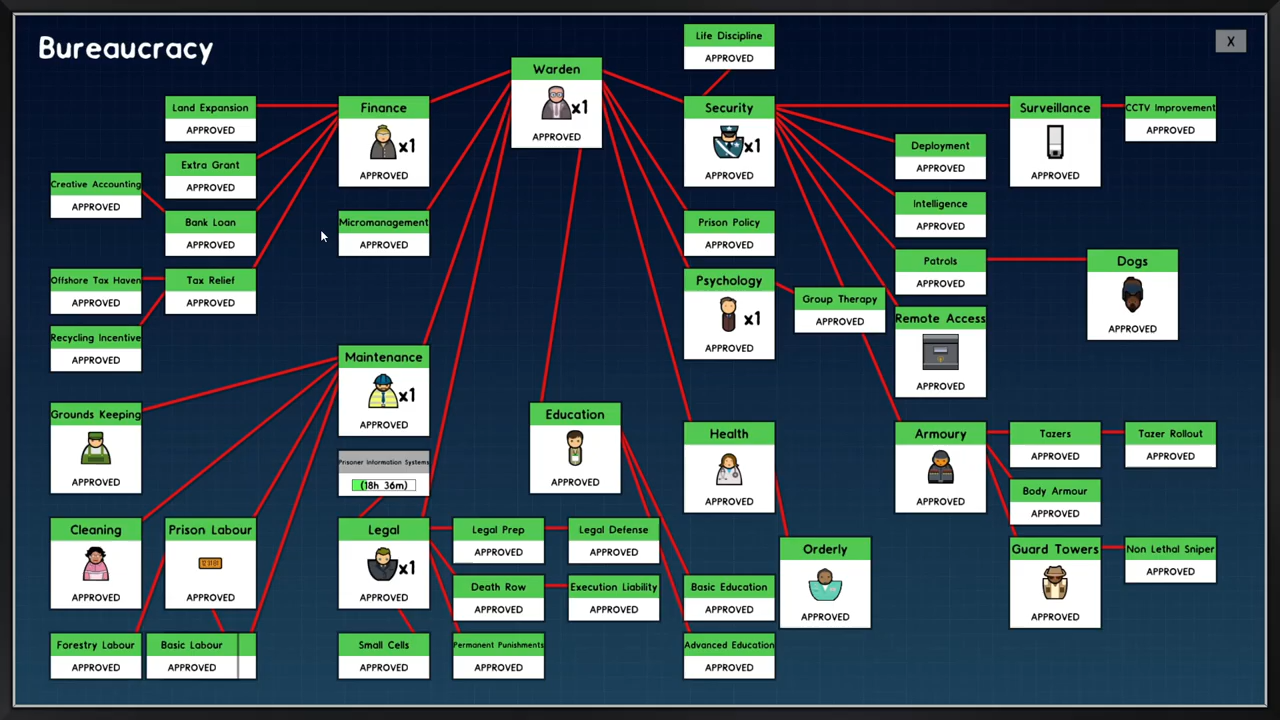 Bureaucracy
X
Life Discipline
APPROVED
Warden
x1
APPROVED
Land Expansion
APPROVED
Finance
x1
APPROVED
Security
x1
APPROVED
Surveillance
APPROVED
CCTV Improvement
APPROVED
Deployment
APPROVED
Extra Grant
APPROVED
Creative Accounting
APPROVED
Intelligence
APPROVED
Bank Loan
APPROVED
Micromanagement
APPROVED
Prison Policy
APPROVED
Patrols
APPROVED
Dogs
APPROVED
Offshore Tax Haven
APPROVED
Tax Relief
APPROVED
Psychology
x1
APPROVED
Group Therapy
APPROVED
Remote Access
APPROVED
Recycling Incentive
APPROVED
Maintenance
x1
APPROVED
Grounds Keeping
APPROVED
Education
APPROVED
Health
APPROVED
Armoury
APPROVED
Tazers
APPROVED
Tazer Rollout
APPROVED
Prisoner Information Systems
(18h 36m)
Body Armour
APPROVED
Cleaning
APPROVED
Prison Labour
APPROVED
Legal
x1
APPROVED
Legal Prep
APPROVED
Legal Defense
APPROVED
Orderly
APPROVED
Guard Towers
APPROVED
Non Lethal Sniper
APPROVED
Death Row
APPROVED
Execution Liability
APPROVED
Basic Education
APPROVED
Forestry Labour
APPROVED
Basic Labour
APPROVED
Small Cells
APPROVED
Permanent Punishments
APPROVED
Advanced Education
APPROVED